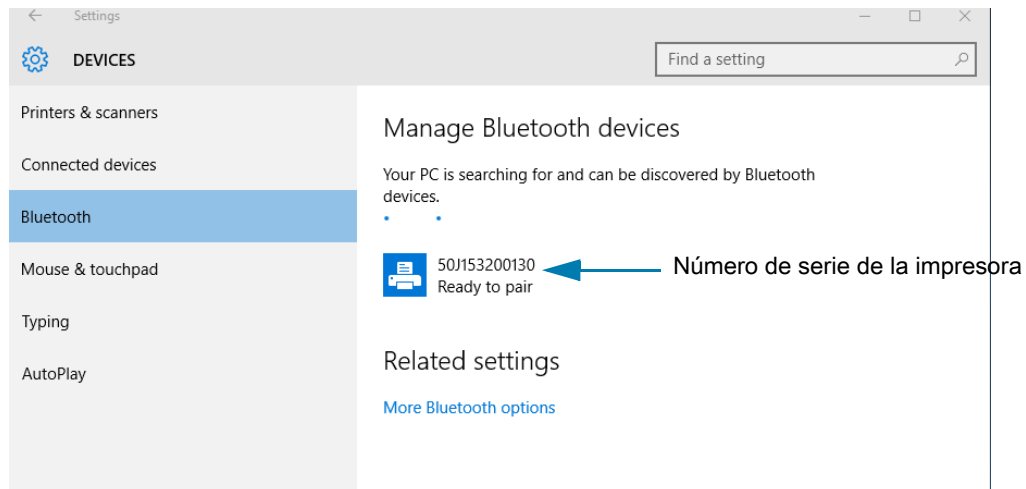 Settings
DEVICES
Find a setting
Printers & scanners
Connected devices
Bluetooth
Mouse & touchpad
Typing
AutoPlay
Manage Bluetooth devices
Your PC is searching for and can be discovered by Bluetooth
devices.
50J153200130
Ready to pair
Número de serie de la impresora
Related settings
More Bluetooth options